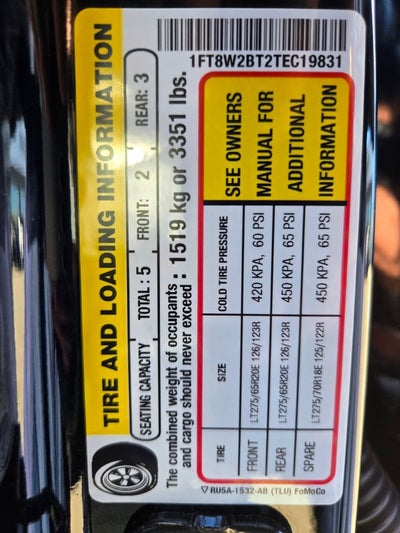 TIRE AND LOADING INFORMATION
SEATING CAPACITY TOTAL : 5 FRONT: 2 REAR: 3
The combined weight of occupants
and cargo should never exceed : 1519 kg or 3351 lbs.
TIRE SIZE COLD TIRE PRESSURE
FRONT LT275/65R20E 126/123R 420 KPA, 60 PSI
REAR LT275/65R20E 126/123R 450 KPA, 65 PSI
SPARE LT275/70R18E 125/122R 450 KPA, 65 PSI
SEE OWNERS
MANUAL FOR
ADDITIONAL
INFORMATION
1FT8W2BT2TEC19831
▽ RU5A-1532-AB (TLU) FoMoCo